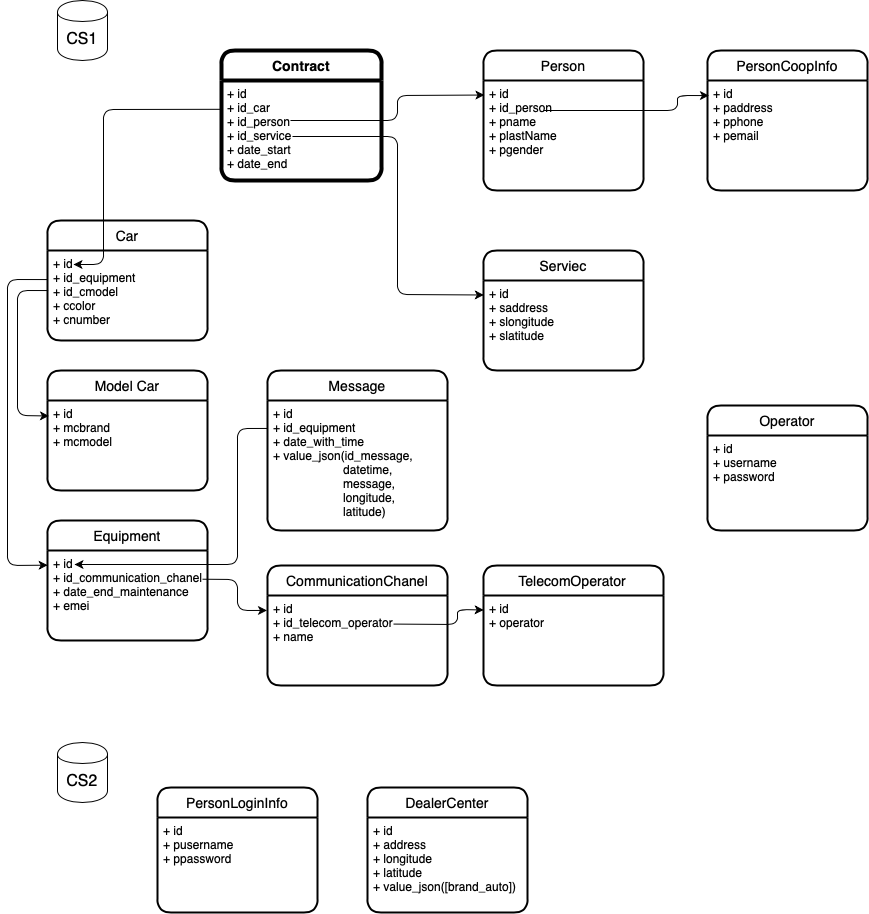 CS1
Contract
+ id
+ id_car
+ id_person
+ id_service
+ date_start
+ date_end
Person
+ id
+ id_person
+ pname
+ plastName
+ pgender
PersonCoopInfo
+ id
+ paddress
+ pphone
+ pemail
Car
+ id
+ id_equipment
+ id_cmodel
+ ccolor
+ cnumber
Serviec
+ id
+ saddress
+ slongitude
+ slatitude
Model Car
+ id
+ mcbrand
+ mcmodel
Message
+ id
+ id_equipment
+ date_with_time
+ value_json(id_message,
datetime,
message,
longitude,
latitude)
Operator
+ id
+ username
+ password
Equipment
+ id
+ id_communication_chanel
+ date_end_maintenance
+ emei
CommunicationChanel
+ id
+ id_telecom_operator
+ name
TelecomOperator
+ id
+ operator
CS2
PersonLoginInfo
+ id
+ pusername
+ ppassword
DealerCenter
+ id
+ address
+ longitude
+ latitude
+ value_json([brand_auto])